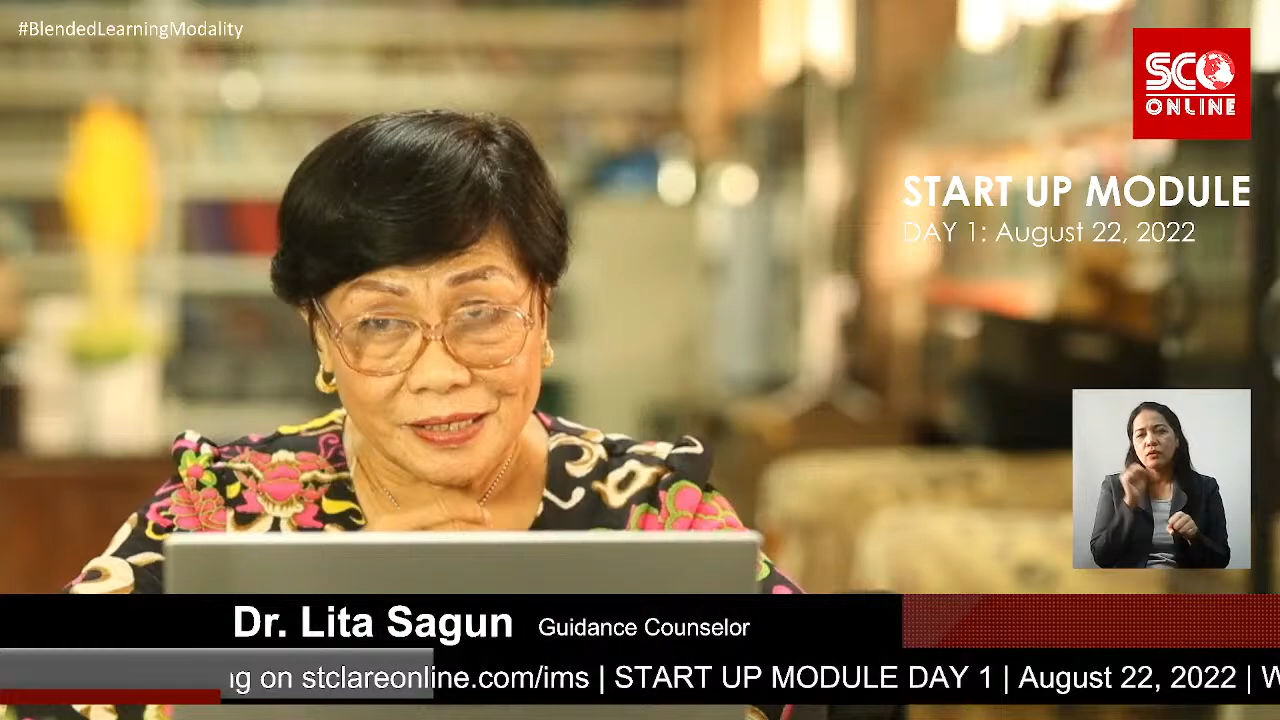 #BlendedLearningModality
SCO
ONLINE
START UP MODULE
DAY 1: August 22, 2022
Dr. Lita Sagun Guidance Counselor
ng on stclareonline.com/ims | START UP MODULE DAY 1 | August 22, 2022 | W